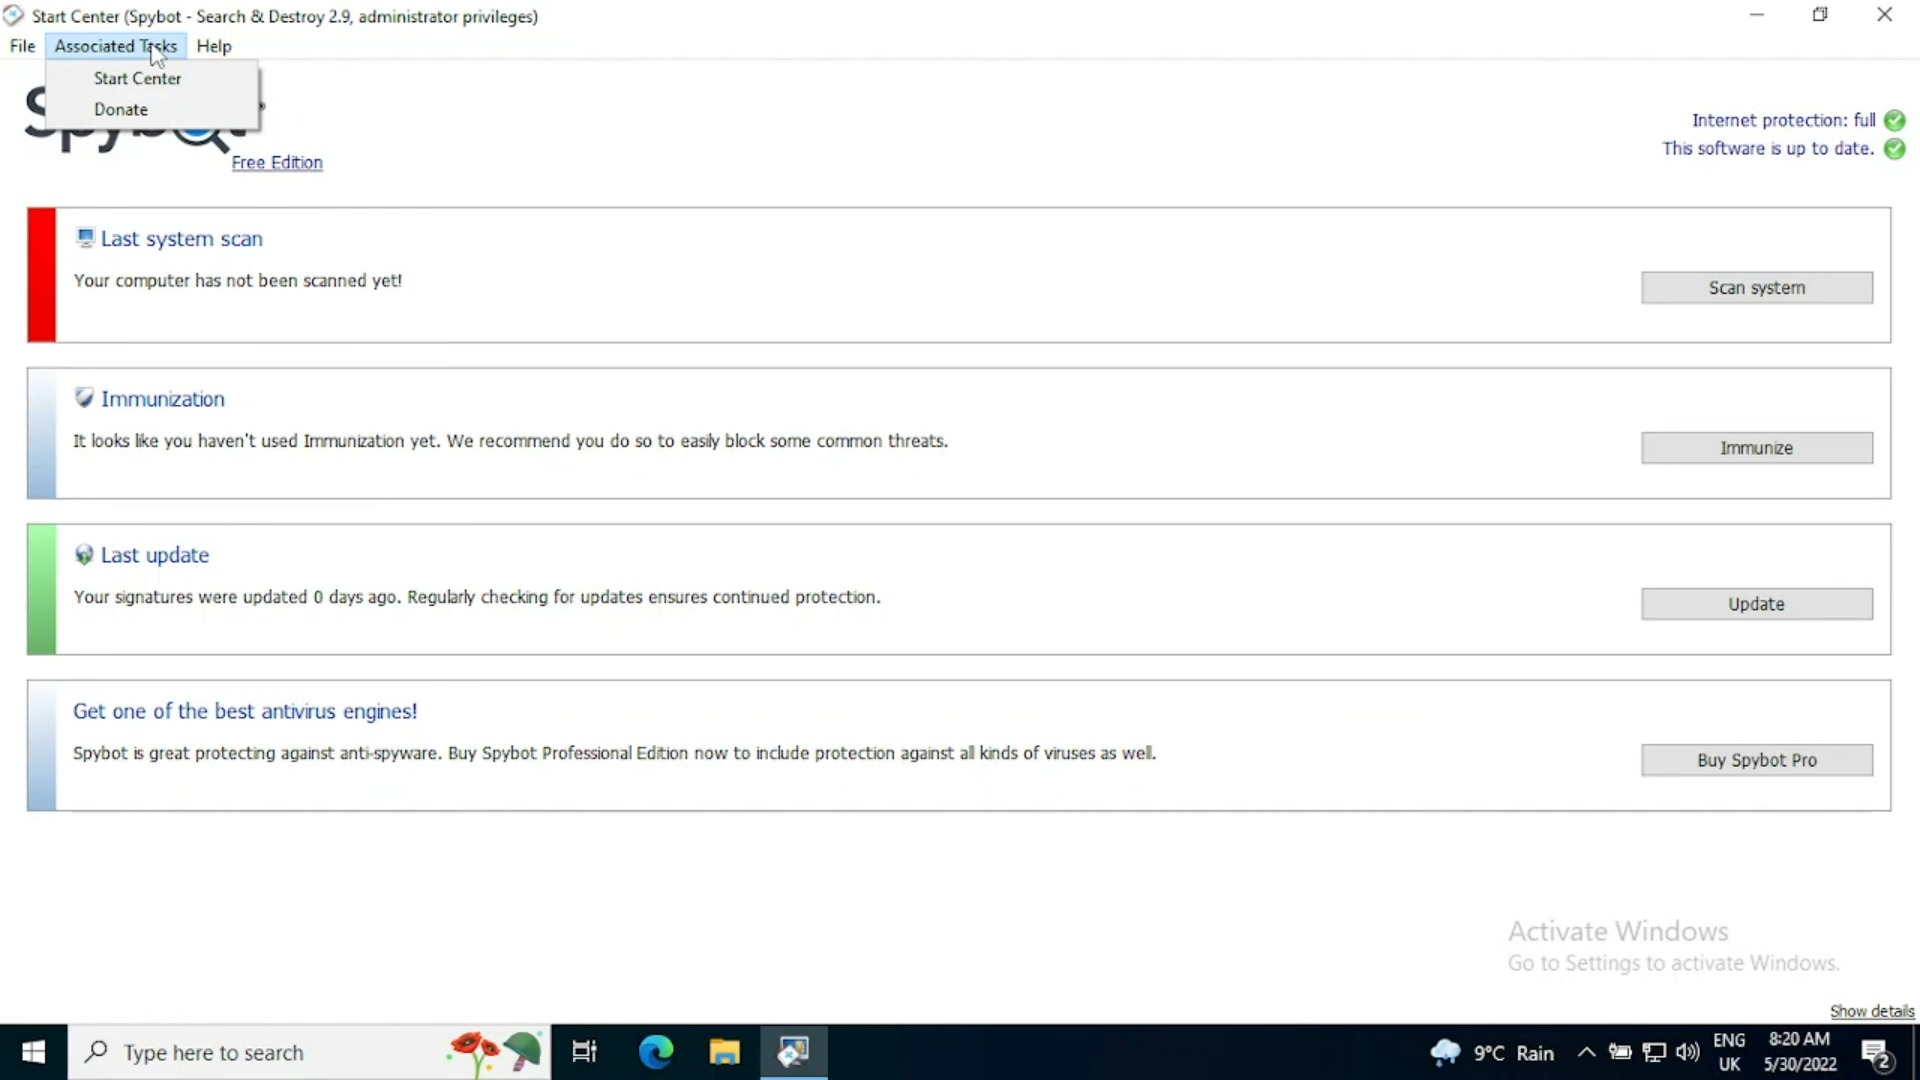 Start Center (Spybot - Search & Destroy 2.9, administrator privileges)
File Associated Tasks Help
Start Center
Donate
Spybot
Free Edition
Internet protection: full
This software is up to date.
Last system scan
Your computer has not been scanned yet!
Scan system
Immunization
It looks like you haven't used Immunization yet. We recommend you do so to easily block some common threats.
Immunize
Last update
Your signatures were updated 0 days ago. Regularly checking for updates ensures continued protection.
Update
Get one of the best antivirus engines!
Spybot is great protecting against anti-spyware. Buy Spybot Professional Edition now to include protection against all kinds of viruses as well.
Buy Spybot Pro
Activate Windows
Go to Settings to activate Windows.
Show details
Type here to search
9°C Rain
ENG
UK
8:20 AM
5/30/2022
2